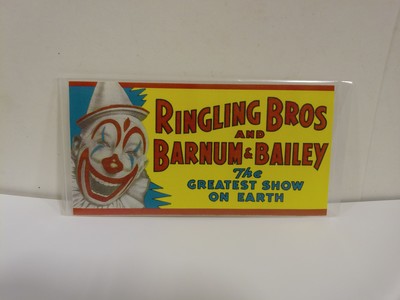 RINGLING BROS
AND
BARNUM & BAILEY
The
GREATEST SHOW
ON EARTH